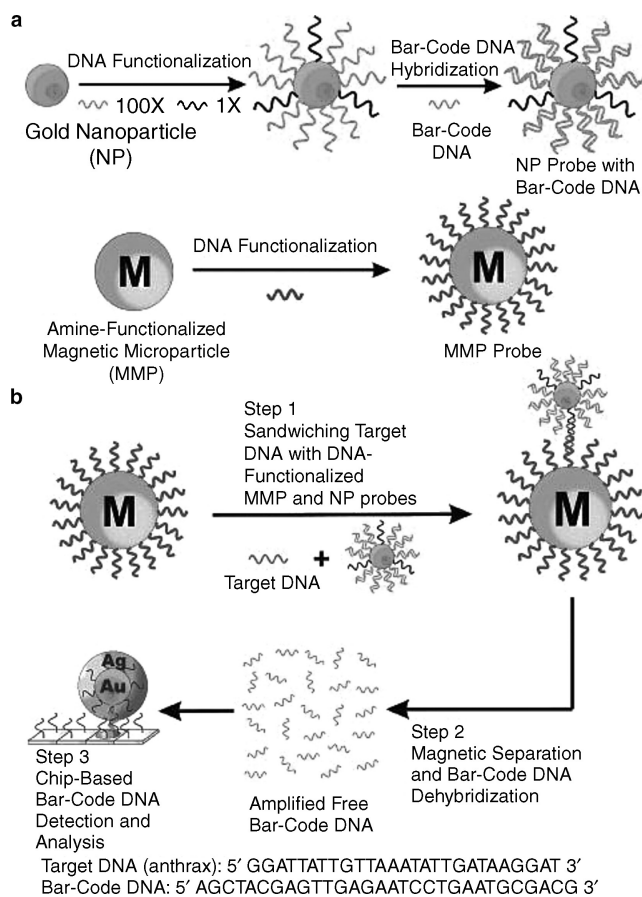 a
DNA Functionalization
100X 1X
Gold Nanoparticle
(NP)
Bar-Code DNA
Hybridization
Bar-Code
DNA
NP Probe with
Bar-Code DNA
M
DNA Functionalization
M
Amine-Functionalized
Magnetic Microparticle
(MMP)
MMP Probe
b
Step 1
Sandwiching Target
DNA with DNA-
Functionalized
MMP and NP probes
M
M
+
Target DNA
Ag
Au
Step 3
Chip-Based
Bar-Code DNA
Detection and
Analysis
Amplified Free
Bar-Code DNA
Step 2
Magnetic Separation
and Bar-Code DNA
Dehybridization
Target DNA (anthrax): 5′ GGATTATTGTTAAATATTGATAAGGAT 3′
Bar-Code DNA: 5′ AGCTACGAGTTGAGAATCCTGAATGCGACG 3′